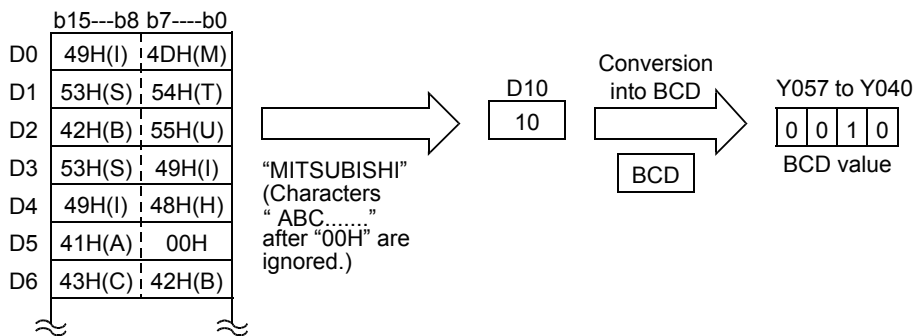 b15---b8 b7----b0
D0 49H(I) 4DH(M)
D1 53H(S) 54H(T)
D2 42H(B) 55H(U)
D3 53H(S) 49H(I)
D4 49H(I) 48H(H)
D5 41H(A) 00H
D6 43H(C) 42H(B)
“MITSUBISHI”
(Characters
“ ABC.......”
after “00H” are
ignored.)
D10
10
Conversion
into BCD
BCD
Y057 to Y040
0 0 1 0
BCD value